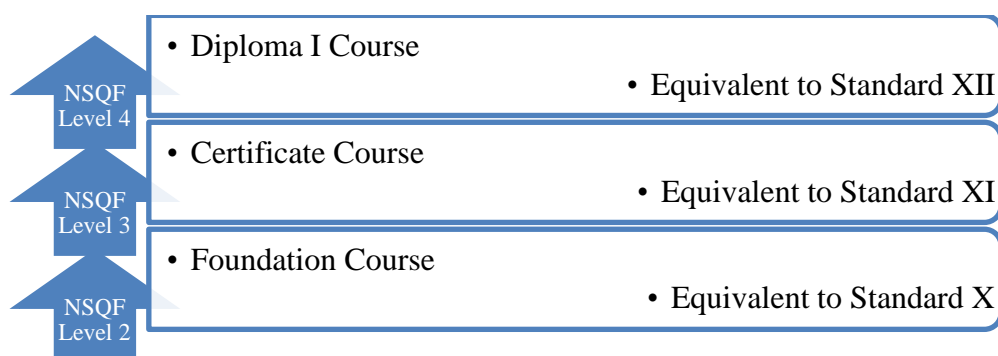 • Diploma I Course
• Equivalent to Standard XII
NSQF
Level 4
• Certificate Course
• Equivalent to Standard XI
NSQF
Level 3
• Foundation Course
• Equivalent to Standard X
NSQF
Level 2